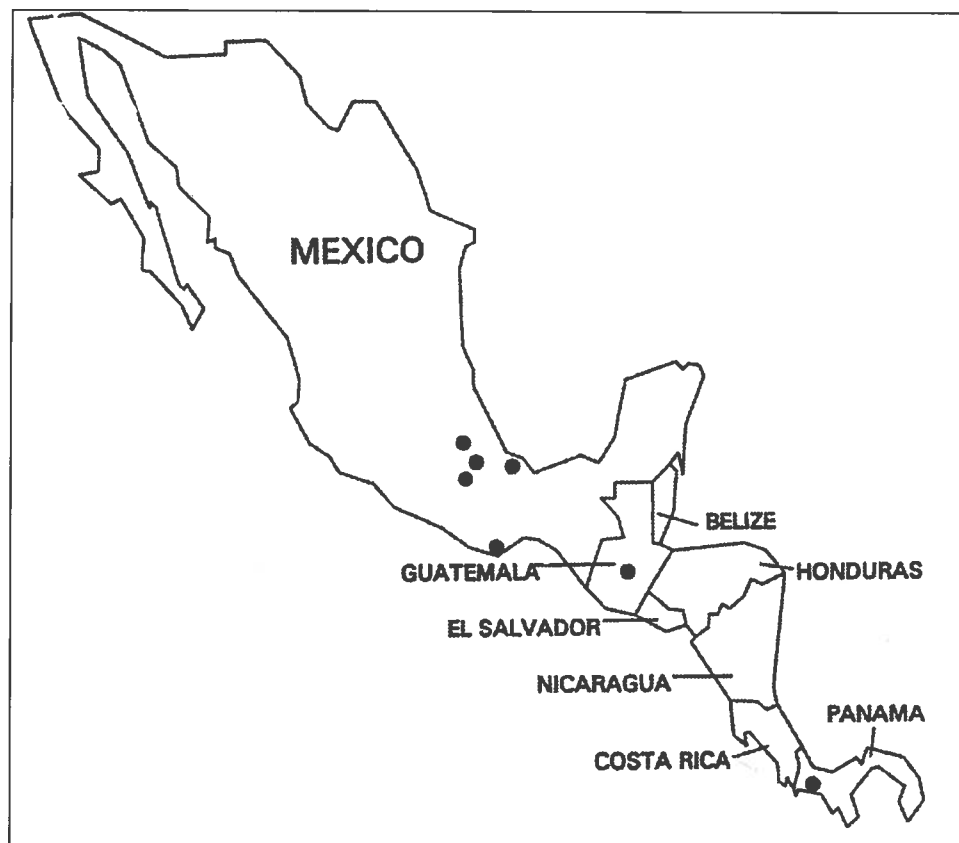 MEXICO
BELIZE
GUATEMALA
HONDURAS
EL SALVADOR
NICARAGUA
PANAMA
COSTA RICA